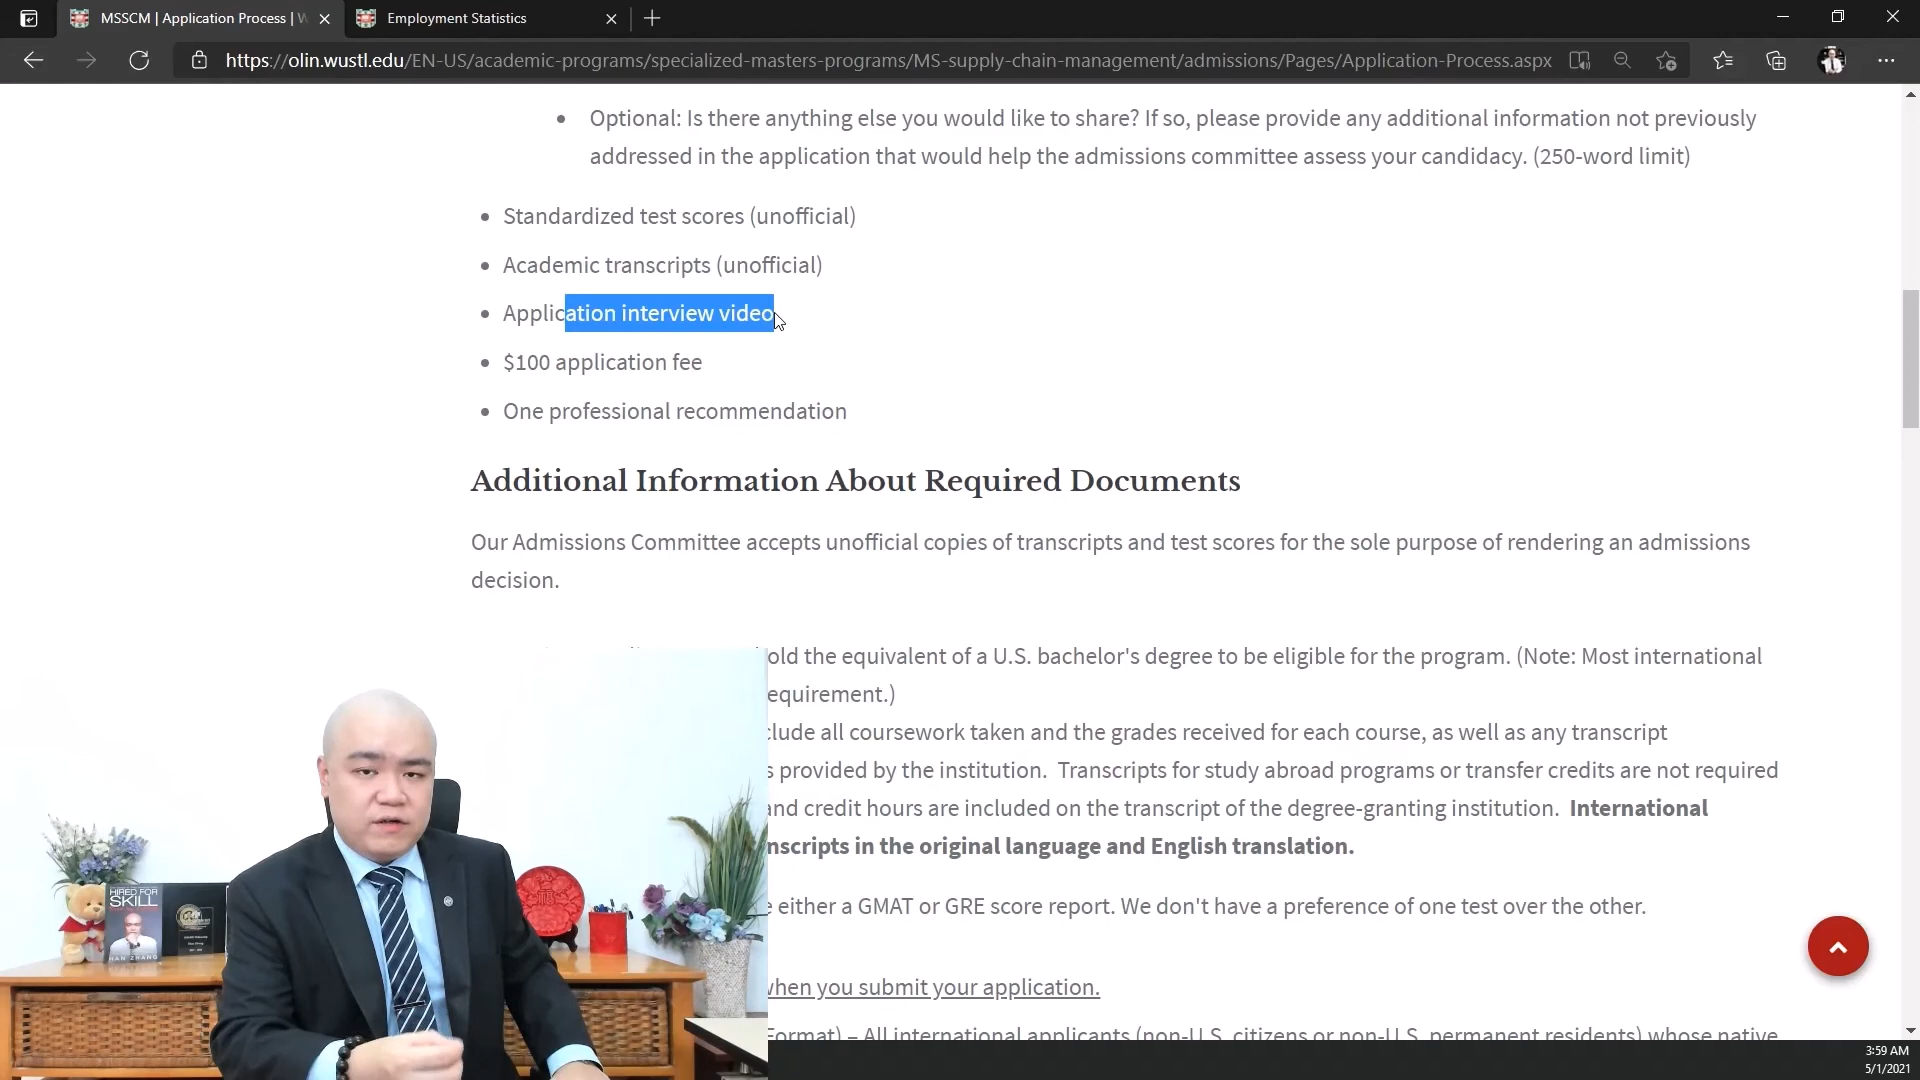 MSSCM | Application Process |
Employment Statistics
https://olin.wustl.edu/EN-US/academic-programs/specialized-masters-programs/MS-supply-chain-management/admissions/Pages/Application-Process.aspx
• Optional: Is there anything else you would like to share? If so, please provide any additional information not previously
addressed in the application that would help the admissions committee assess your candidacy. (250-word limit)
• Standardized test scores (unofficial)
• Academic transcripts (unofficial)
• Application interview video
• $100 application fee
• One professional recommendation
Additional Information About Required Documents
Our Admissions Committee accepts unofficial copies of transcripts and test scores for the sole purpose of rendering an admissions
decision.
old the equivalent of a U.S. bachelor's degree to be eligible for the program. (Note: Most international
equirement.)
clude all coursework taken and the grades received for each course, as well as any transcript
s provided by the institution. Transcripts for study abroad programs or transfer credits are not required
and credit hours are included on the transcript of the degree-granting institution. International
nscripts in the original language and English translation.
e either a GMAT or GRE score report. We don't have a preference of one test over the other.
when you submit your application.
Format) – All international applicants (non-U.S. citizens or non-U.S. permanent residents) whose native
HIRED FOR
SKILL
HAN ZHANG
3:59 AM
5/1/2021